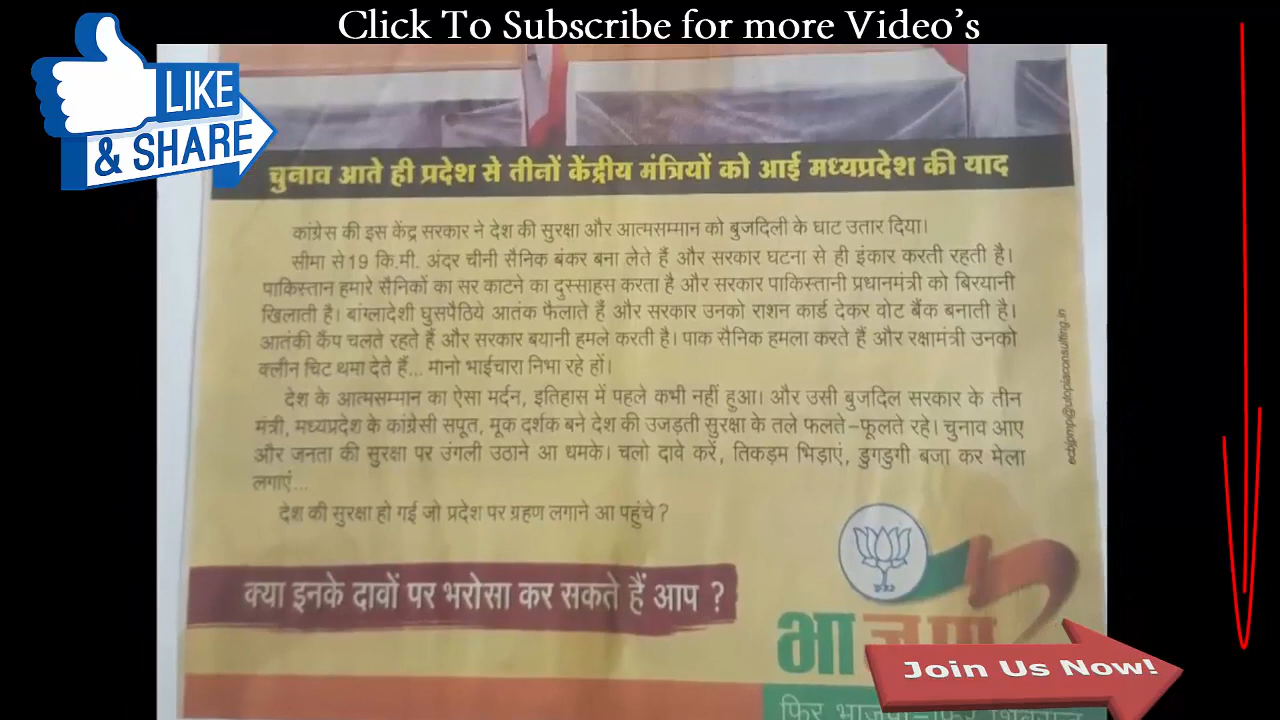 Click To Subscribe for more Video's
LIKE
& SHARE
चुनाव आते ही प्रदेश से तीनों केंद्रीय मंत्रियों को आई मध्यप्रदेश की याद
कांग्रेस की इस केंद्र सरकार ने देश की सुरक्षा और आत्मसम्मान को बुजदिली के घाट उतार दिया।
सीमा से 19 कि.मी. अंदर चीनी सैनिक बंकर बना लेते हैं और सरकार घटना से ही इंकार करती रहती है।
पाकिस्तान हमारे सैनिकों का सर काटने का दुस्साहस करता है और सरकार पाकिस्तानी प्रधानमंत्री को बिरयानी
खिलाती है। बांग्लादेशी घुसपैठिये आतंक फैलाते हैं और सरकार उनको राशन कार्ड देकर वोट बैंक बनाती है।
आतंकी कैंप चलते रहते हैं और सरकार बयानी हमले करती है। पाक सैनिक हमला करते हैं और रक्षामंत्री उनको
क्लीन चिट थमा देते हैं... मानो भाईचारा निभा रहे हों।
देश के आत्मसम्मान का ऐसा मर्दन, इतिहास में पहले कभी नहीं हुआ। और उसी बुजदिल सरकार के तीन
मंत्री, मध्यप्रदेश के कांग्रेसी सपूत, मूक दर्शक बने देश की उजड़ती सुरक्षा के तले फलते-फूलते रहे। चुनाव आए
और जनता की सुरक्षा पर उंगली उठाने आ धमके। चलो दावे करें, तिकड़म भिड़ाएं, डुगडुगी बजा कर मेला
लगाएं...
देश की सुरक्षा हो गई जो प्रदेश पर ग्रहण लगाने आ पहुंचे ?
क्या इनके दावों पर भरोसा कर सकते हैं आप ?
ecbjpmp@utopiaconsulting.in
भाजपा
Join Us Now!
फिर भाजपा-फिर शिवराज